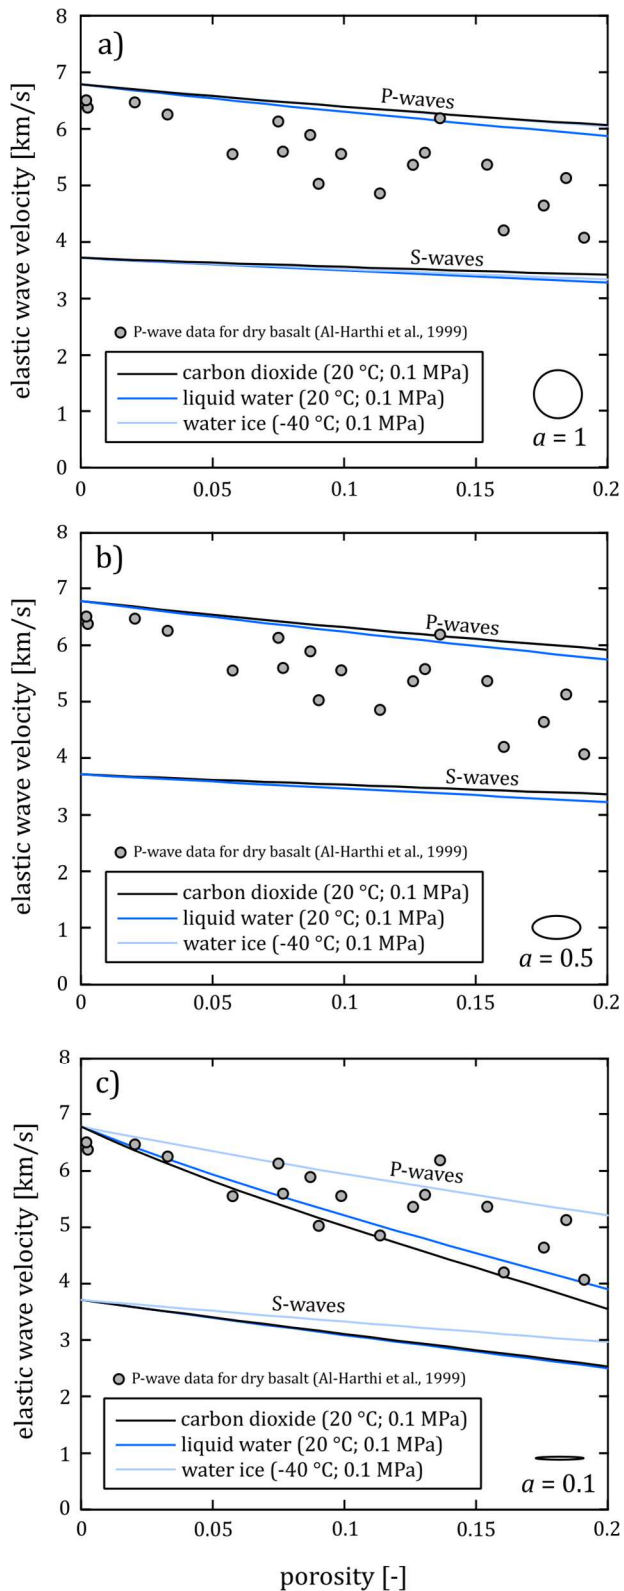 a)
8
7
6
5
4
3
2
1
0
elastic wave velocity [km/s]
P-waves
S-waves
P-wave data for dry basalt (Al-Harthi et al., 1999)
carbon dioxide (20 °C; 0.1 MPa)
liquid water (20 °C; 0.1 MPa)
water ice (-40 °C; 0.1 MPa)
a = 1
0 0.05 0.1 0.15 0.2
b)
8
7
6
5
4
3
2
1
0
elastic wave velocity [km/s]
P-waves
S-waves
P-wave data for dry basalt (Al-Harthi et al., 1999)
carbon dioxide (20 °C; 0.1 MPa)
liquid water (20 °C; 0.1 MPa)
water ice (-40 °C; 0.1 MPa)
a = 0.5
0 0.05 0.1 0.15 0.2
c)
8
7
6
5
4
3
2
1
0
elastic wave velocity [km/s]
P-waves
S-waves
P-wave data for dry basalt (Al-Harthi et al., 1999)
carbon dioxide (20 °C; 0.1 MPa)
liquid water (20 °C; 0.1 MPa)
water ice (-40 °C; 0.1 MPa)
a = 0.1
0 0.05 0.1 0.15 0.2
porosity [-]